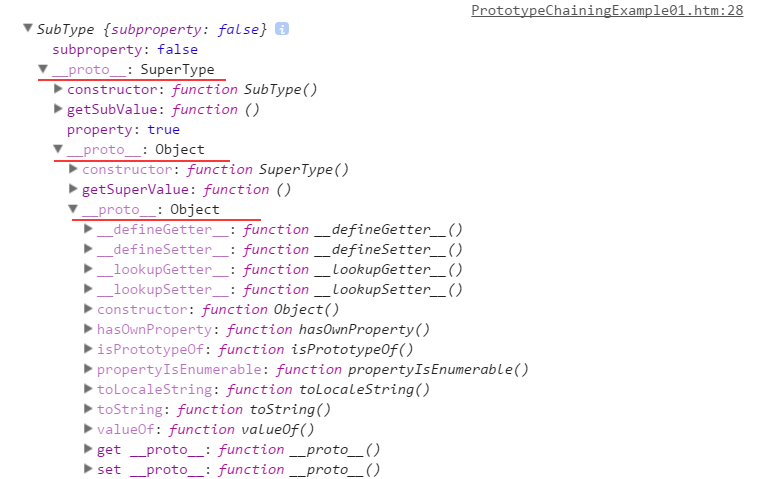 PrototypeChainingExample01.htm:28
SubType {subproperty: false} i
subproperty: false
__proto__: SuperType
constructor: function SubType()
getSubValue: function ()
property: true
__proto__: Object
constructor: function SuperType()
getSuperValue: function ()
__proto__: Object
__defineGetter__: function __defineGetter__()
__defineSetter__: function __defineSetter__()
__lookupGetter__: function __lookupGetter__()
__lookupSetter__: function __lookupSetter__()
constructor: function Object()
hasOwnProperty: function hasOwnProperty()
isPrototypeOf: function isPrototypeOf()
propertyIsEnumerable: function propertyIsEnumerable()
toLocaleString: function toLocaleString()
toString: function toString()
valueOf: function valueOf()
get __proto__: function __proto__()
set __proto__: function __proto__()